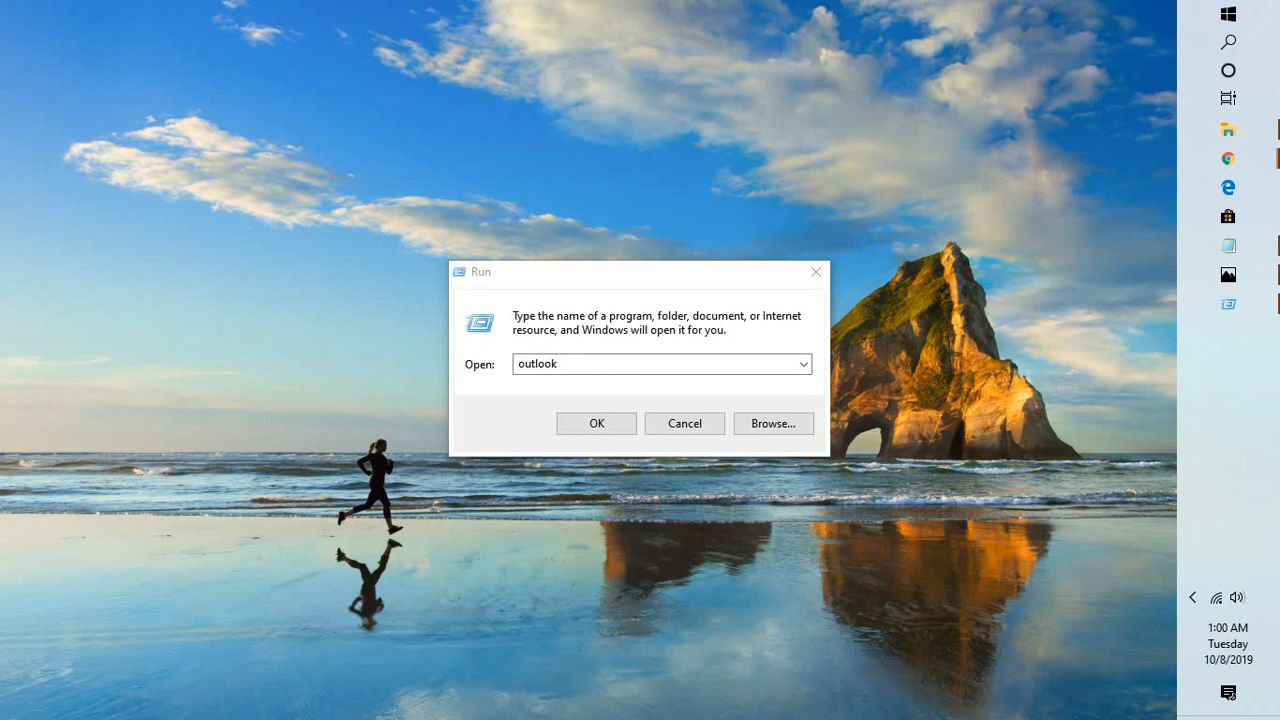 Run
Type the name of a program, folder, document, or Internet
resource, and Windows will open it for you.
Open: outlook
OK Cancel Browse...
1:00 AM
Tuesday
10/8/2019